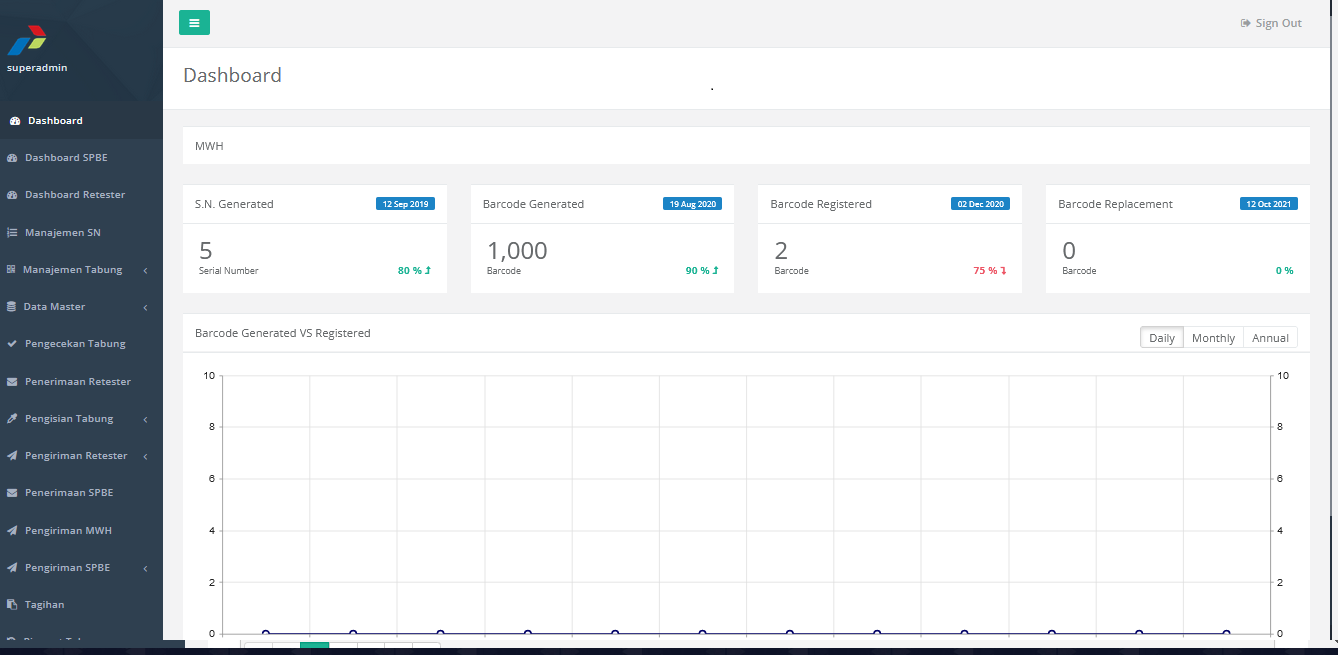 Sign Out
superadmin
Dashboard
Dashboard
Dashboard SPBE
Dashboard Retester
Manajemen SN
Manajemen Tabung
Data Master
Pengecekan Tabung
Penerimaan Retester
Pengisian Tabung
Pengiriman Retester
Penerimaan SPBE
Pengiriman MWH
Pengiriman SPBE
Tagihan
MWH
S.N. Generated 12 Sep 2019
5
Serial Number 80 %
Barcode Generated 19 Aug 2020
1,000
Barcode 90 %
Barcode Registered 02 Dec 2020
2
Barcode 75 %
Barcode Replacement 12 Oct 2021
0
Barcode 0 %
Barcode Generated VS Registered
Daily Monthly Annual
10 10
8 8
6 6
4 4
2 2
0 0